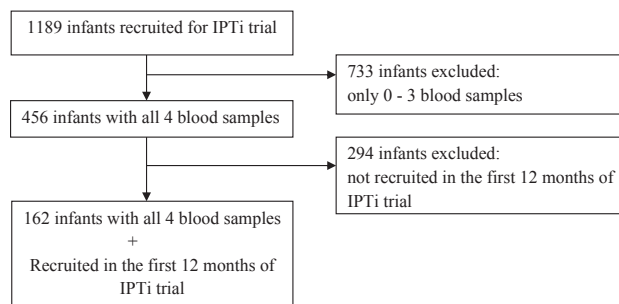 1189 infants recruited for IPTi trial
733 infants excluded:
only 0 - 3 blood samples
456 infants with all 4 blood samples
294 infants excluded:
not recruited in the first 12 months of
IPTi trial
162 infants with all 4 blood samples
+
Recruited in the first 12 months of
IPTi trial